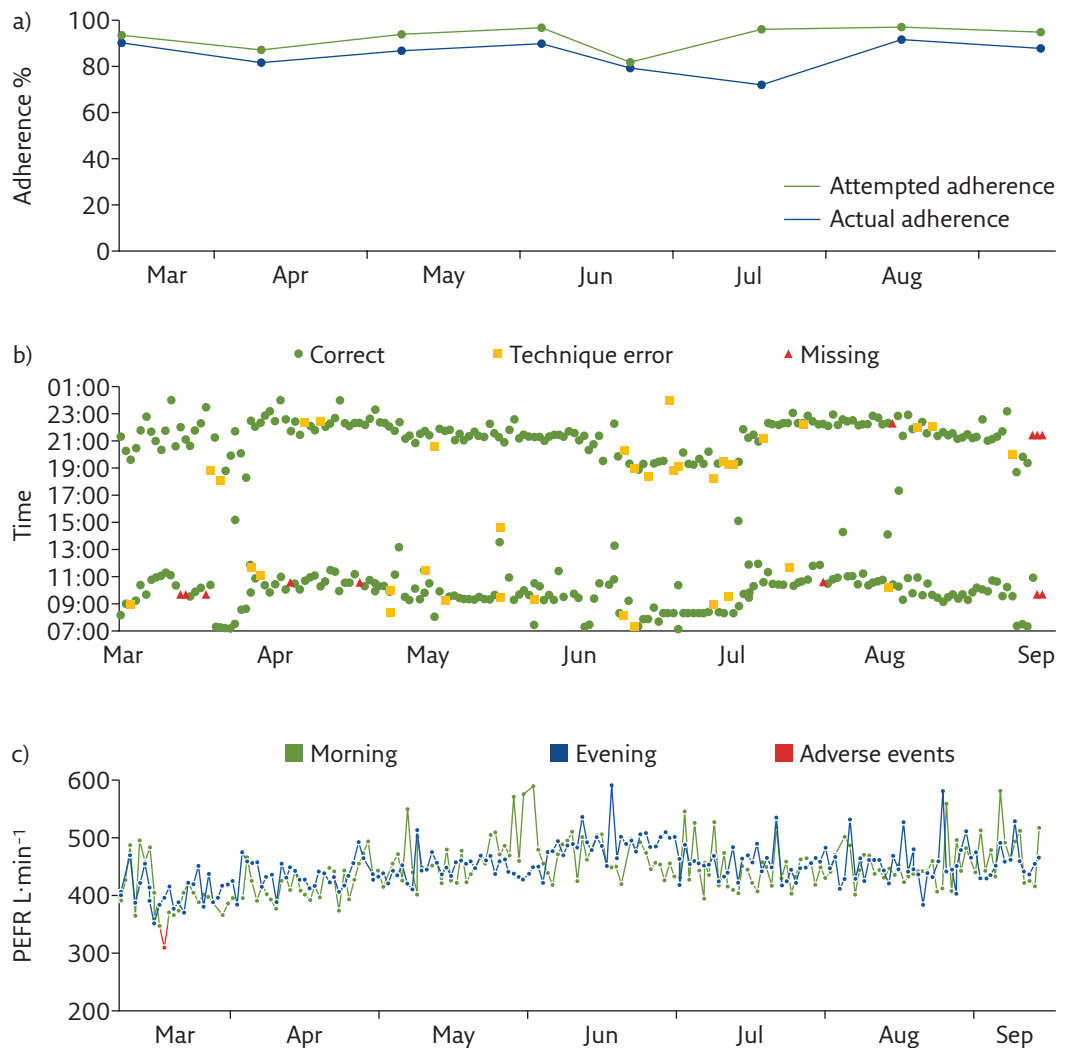 a)
Adherence %
100
80
60
40
20
0
Attempted adherence
Actual adherence
Mar Apr May Jun Jul Aug
b)
Correct Technique error Missing
Time
01:00
23:00
21:00
19:00
17:00
15:00
13:00
11:00
09:00
07:00
Mar Apr May Jun Jul Aug Sep
c)
Morning Evening Adverse events
PEFR L·min⁻¹
600
500
400
300
200
Mar Apr May Jun Jul Aug Sep